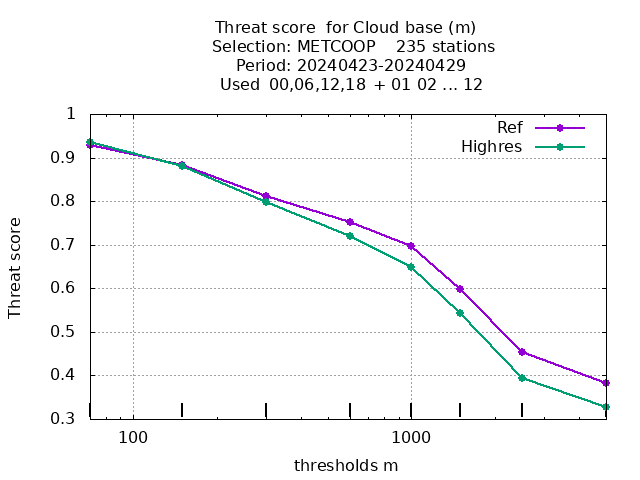 Threat score  for Cloud base (m)
Selection: METCOOP    235 stations
Period: 20240423-20240429
Used  00,06,12,18  + 01 02 ... 12
Ref
Highres
1
0.9
0.8
0.7
0.6
0.5
0.4
0.3
Threat score
100
1000
thresholds m